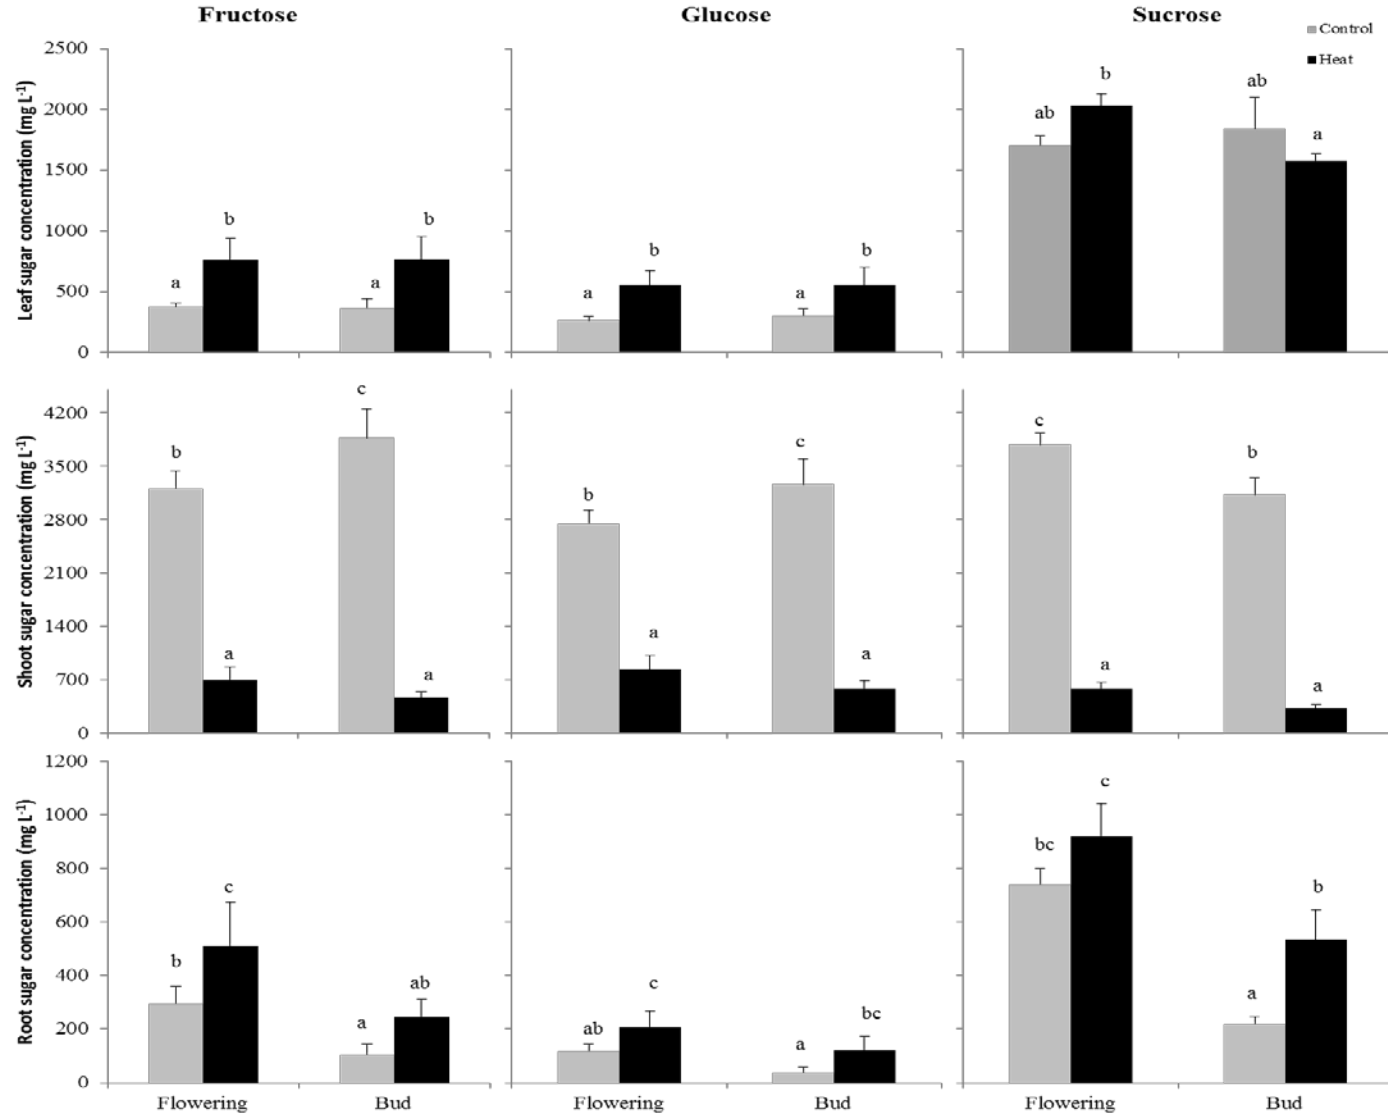 Fructose Glucose Sucrose
Control
Heat
Leaf sugar concentration (mg L-1)
2500
2000
1500
1000
500
0
a b a b
a b a b
ab b ab a
Shoot sugar concentration (mg L-1)
4200
3500
2800
2100
1400
700
0
b a c a
b a c a
c a b a
Root sugar concentration (mg L-1)
1200
1000
800
600
400
200
0
b c a ab
ab c a bc
bc c a b
Flowering Bud Flowering Bud Flowering Bud